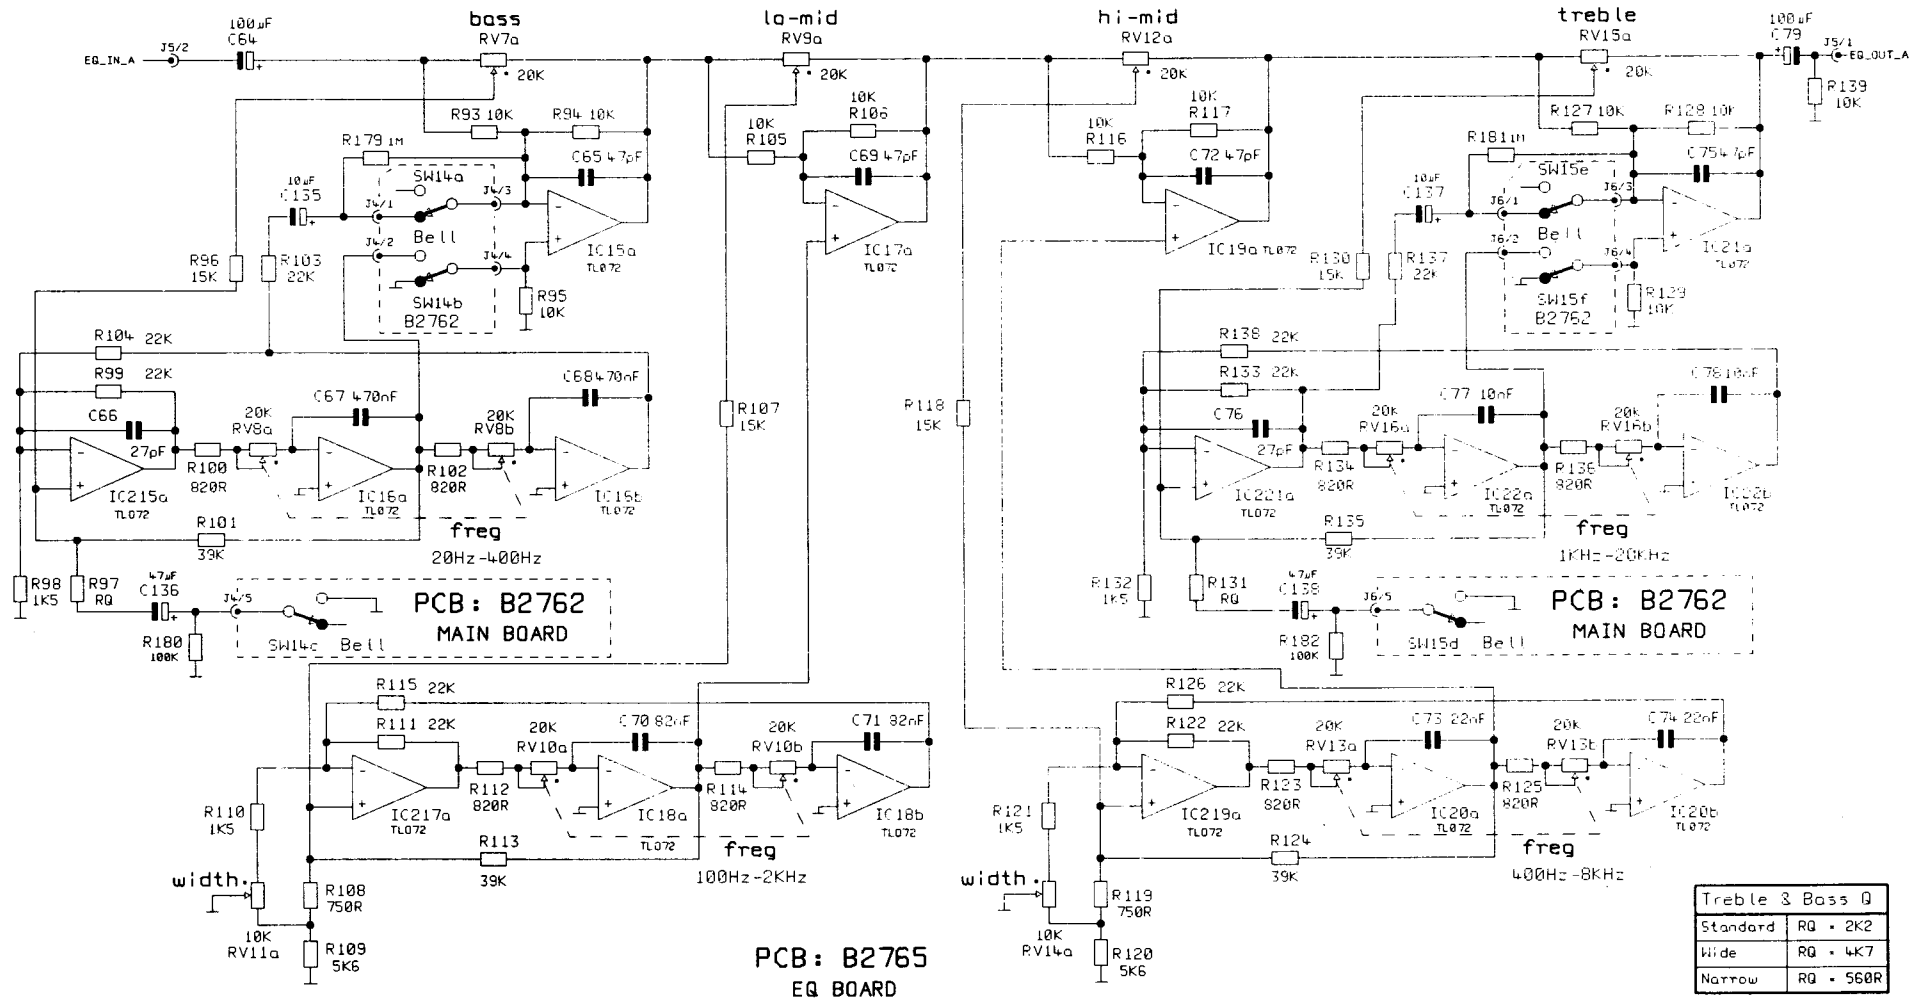 bass
lo-mid
hi-mid
treble
100µF
C64
RV7a
RV9a
RV12a
RV15a
100µF
C79
EQ_IN_A
J5/2
20K
20K
20K
20K
J5/1
EQ_OUT_A
R139
10K
R93 10K
R94 10K
10K
R105
10K
R106
10K
R116
10K
R117
R127 10K
R128 10K
R179 1M
C65 47pF
C69 47pF
C72 47pF
R181 1M
C75 47pF
SW14a
SW15e
10µF
C135
J4/1
J4/3
10µF
C137
J6/1
J6/3
Bell
Bell
J4/2
J4/4
J6/2
J6/4
IC15a
TL072
IC17a
TL072
IC19a TL072
IC21a
TL072
R96
15K
R103
22K
R130
15K
R137
22K
SW14b
B2762
R95
10K
SW15f
B2762
R129
10K
R104 22K
R138 22K
R99
22K
R133 22K
C66
27pF
C67 470nF
C68 470nF
C76
27pF
C77 10nF
C78 10nF
20K
RV8a
20K
RV8b
20K
RV16a
20K
RV16b
R107
15K
R118
15K
R100
820R
R102
820R
R134
820R
R136
820R
IC215a
TL072
IC16a
TL072
IC16b
TL072
IC221a
TL072
IC22a
TL072
IC22b
TL072
R101
39K
freq
20Hz-400Hz
R135
39K
freq
1KHz-20KHz
R98
1K5
R97
RQ
47µF
C136
J4/5
R180
100K
SW14c Bell
PCB: B2762
MAIN BOARD
R132
1K5
R131
RQ
47µF
C138
J6/5
R182
100K
SW15d Bell
PCB: B2762
MAIN BOARD
R115 22K
R126 22K
R111 22K
R122 22K
C70 82nF
C71 82nF
C73 22nF
C74 22nF
20K
RV10a
20K
RV10b
20K
RV13a
20K
RV13b
R110
1K5
R112
820R
R114
820R
R121
1K5
R123
820R
R125
820R
IC217a
TL072
IC18a
TL072
IC18b
TL072
IC219a
TL072
IC20a
TL072
IC20b
TL072
R113
39K
freq
100Hz-2KHz
R124
39K
freq
400Hz-8KHz
width
R108
750R
width
R119
750R
10K
RV11a
R109
5K6
10K
RV14a
R120
5K6
PCB: B2765
EQ BOARD
Treble & Bass Q
Standard RQ = 2K2
Wide RQ = 4K7
Narrow RQ = 560R